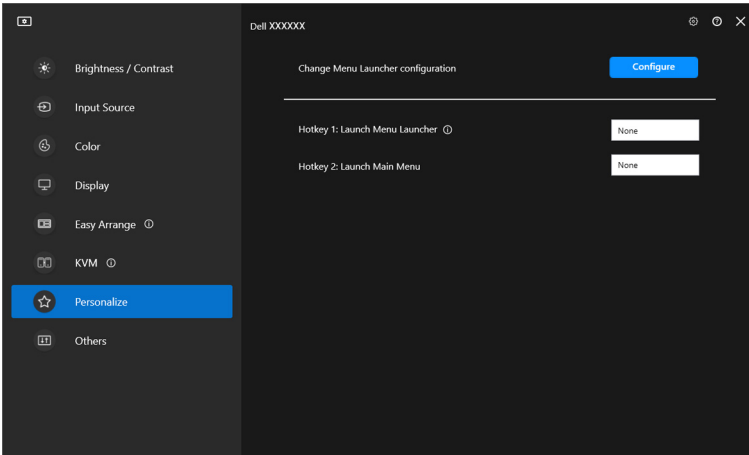 Dell XXXXXX
Brightness / Contrast
Input Source
Color
Display
Easy Arrange
KVM
Personalize
Others
Change Menu Launcher configuration
Configure
Hotkey 1: Launch Menu Launcher
None
Hotkey 2: Launch Main Menu
None